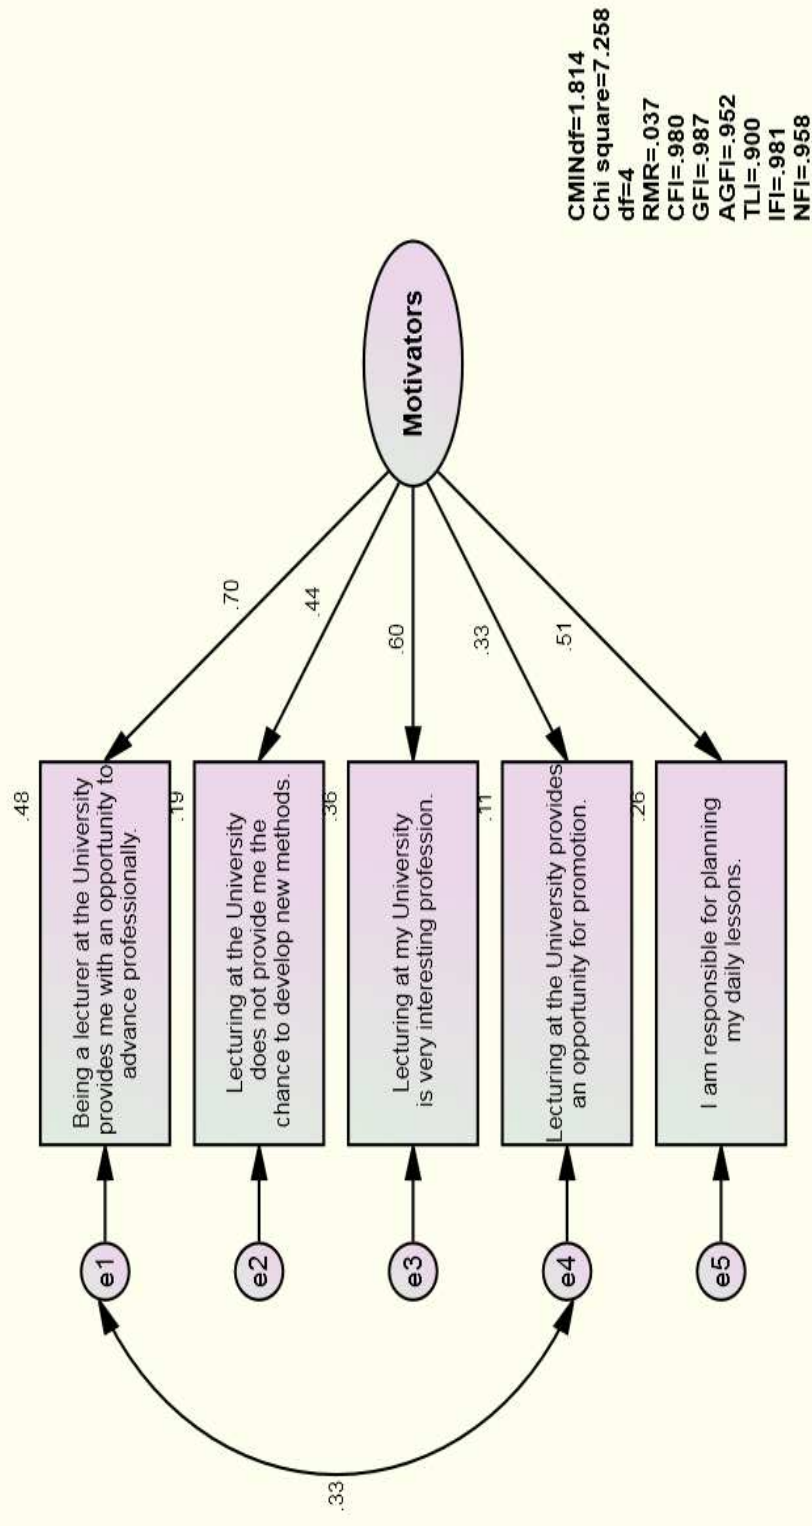 .48
Being a lecturer at the University
provides me with an opportunity to
advance professionally.
.70
e1
.19
Lecturing at the University
does not provide me the
chance to develop new methods.
.44
e2
.36
Lecturing at my University
is very interesting profession.
.60
e3
Motivators
.11
Lecturing at the University provides
an opportunity for promotion.
.33
e4
.26
I am responsible for planning
my daily lessons.
.51
e5
.33
CMINdf=1.814
Chi square=7.258
df=4
RMR=.037
CFI=.980
GFI=.987
AGFI=.952
TLI=.900
IFI=.981
NFI=.958